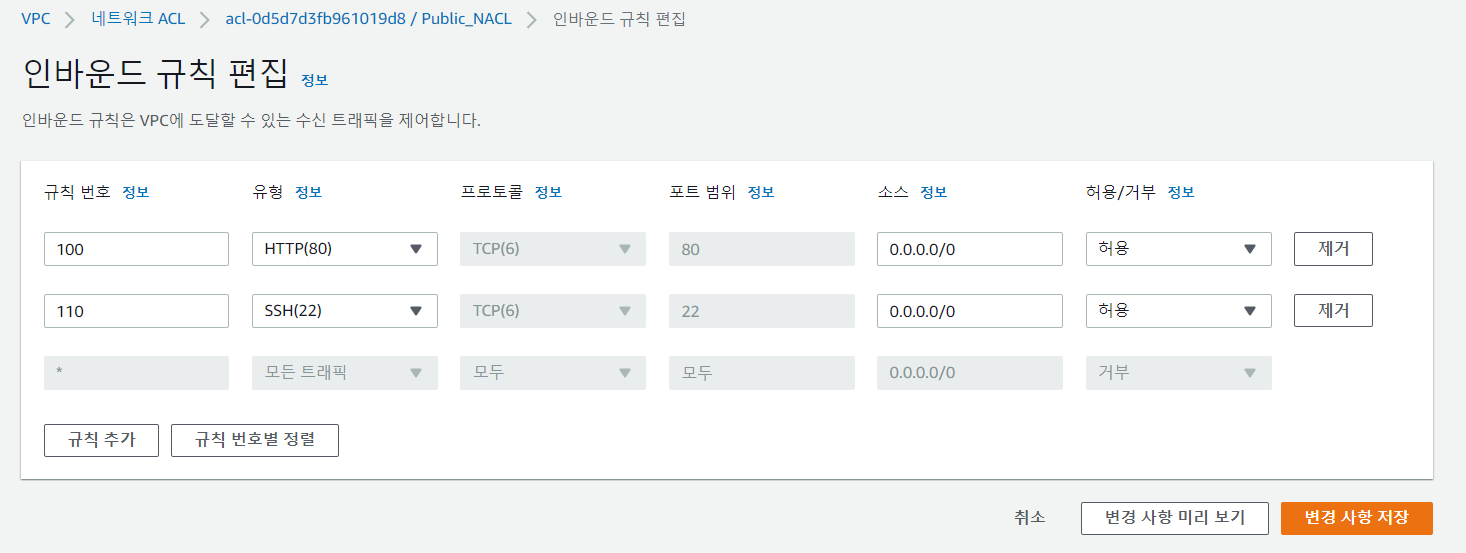 VPC > 네트워크 ACL > acl-0d5d7d3fb961019d8 / Public_NACL > 인바운드 규칙 편집
인바운드 규칙 편집 정보
인바운드 규칙은 VPC에 도달할 수 있는 수신 트래픽을 제어합니다.
규칙 번호 정보 유형 정보 프로토콜 정보 포트 범위 정보 소스 정보 허용/거부 정보
100 HTTP(80) TCP(6) 80 0.0.0.0/0 허용 제거
110 SSH(22) TCP(6) 22 0.0.0.0/0 허용 제거
* 모든 트래픽 모두 모두 0.0.0.0/0 거부
규칙 추가 규칙 번호별 정렬
취소 변경 사항 미리 보기 변경 사항 저장